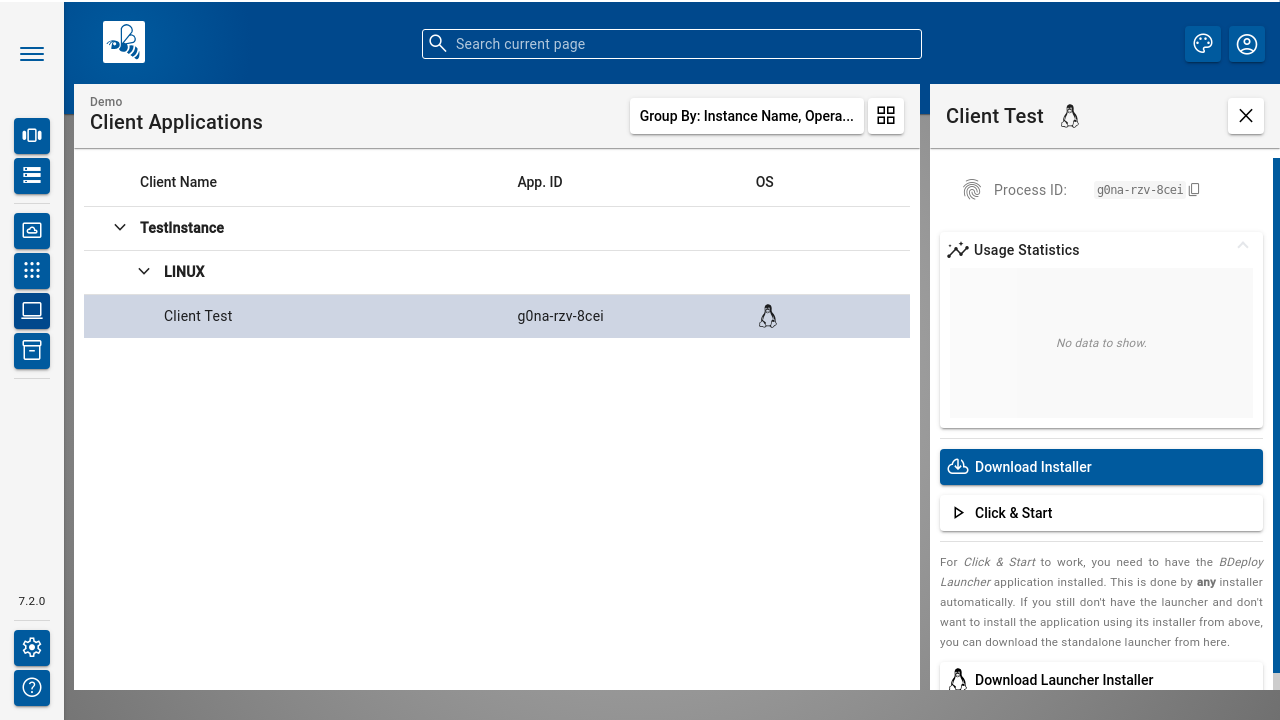 Search current page
Demo
Client Applications
Group By: Instance Name, Opera...
Client Name App. ID OS
TestInstance
LINUX
Client Test g0na-rzv-8cei
7.2.0
Client Test
Process ID: g0na-rzv-8cei
Usage Statistics
No data to show.
Download Installer
Click & Start
For Click & Start to work, you need to have the BDeploy
Launcher application installed. This is done by any installer
automatically. If you still don't have the launcher and don't
want to install the application using its installer from above,
you can download the standalone launcher from here.
Download Launcher Installer